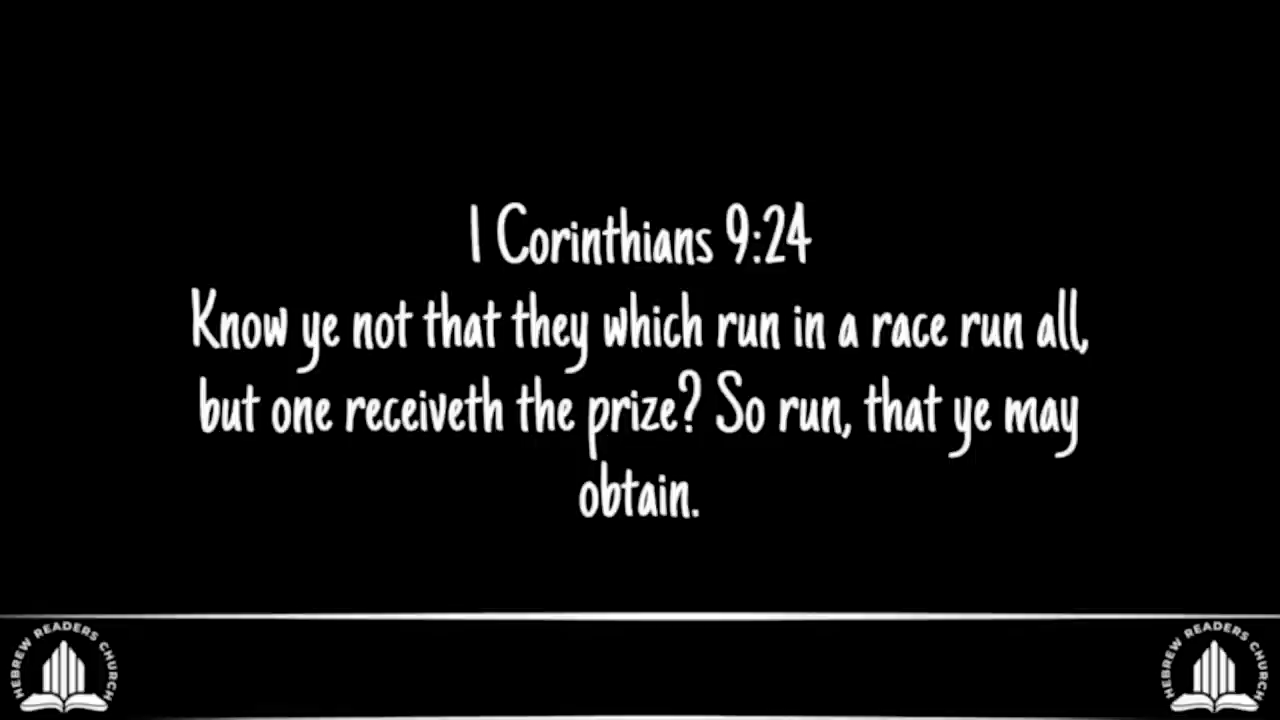 1 Corinthians 9:24
Know ye not that they which run in a race run all,
but one receiveth the prize? So run, that ye may
obtain.
HEBREW READERS CHURCH
HEBREW READERS CHURCH